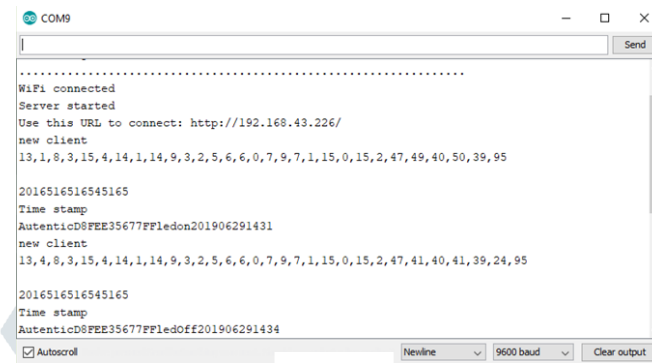 COM9
Send
................................................................
WiFi connected
Server started
Use this URL to connect: http://192.168.43.226/
new client
13,1,8,3,15,4,14,1,14,9,3,2,5,6,6,0,7,9,7,1,15,0,15,2,47,49,40,50,39,95
2016516516545165
Time stamp
AutenticD8FEE35677FFledon201906291431
new client
13,4,8,3,15,4,14,1,14,9,3,2,5,6,6,0,7,9,7,1,15,0,15,2,47,41,40,41,39,24,95
2016516516545165
Time stamp
AutenticD8FEE35677FFledOff201906291434
Autoscroll
Newline
9600 baud
Clear output